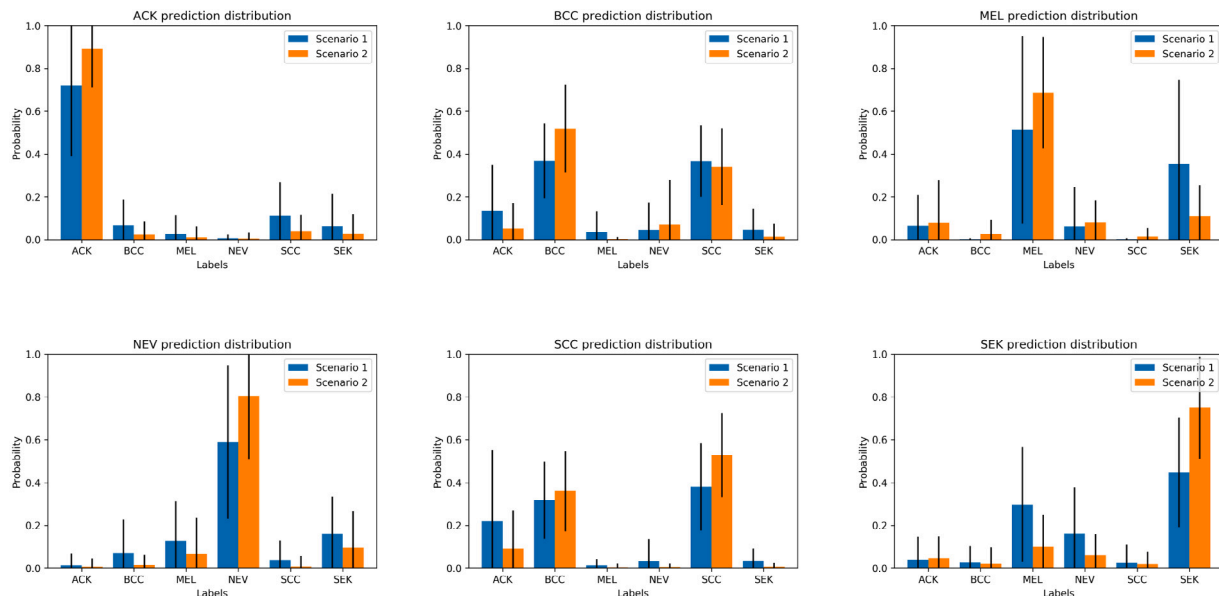 ACK prediction distribution
1.0
0.8
0.6
0.4
0.2
0.0
Probability
Scenario 1
Scenario 2
ACK BCC MEL NEV SCC SEK
Labels
BCC prediction distribution
1.0
0.8
0.6
0.4
0.2
0.0
Probability
Scenario 1
Scenario 2
ACK BCC MEL NEV SCC SEK
Labels
MEL prediction distribution
1.0
0.8
0.6
0.4
0.2
0.0
Probability
Scenario 1
Scenario 2
ACK BCC MEL NEV SCC SEK
Labels
NEV prediction distribution
1.0
0.8
0.6
0.4
0.2
0.0
Probability
Scenario 1
Scenario 2
ACK BCC MEL NEV SCC SEK
Labels
SCC prediction distribution
1.0
0.8
0.6
0.4
0.2
0.0
Probability
Scenario 1
Scenario 2
ACK BCC MEL NEV SCC SEK
Labels
SEK prediction distribution
1.0
0.8
0.6
0.4
0.2
0.0
Probability
Scenario 1
Scenario 2
ACK BCC MEL NEV SCC SEK
Labels